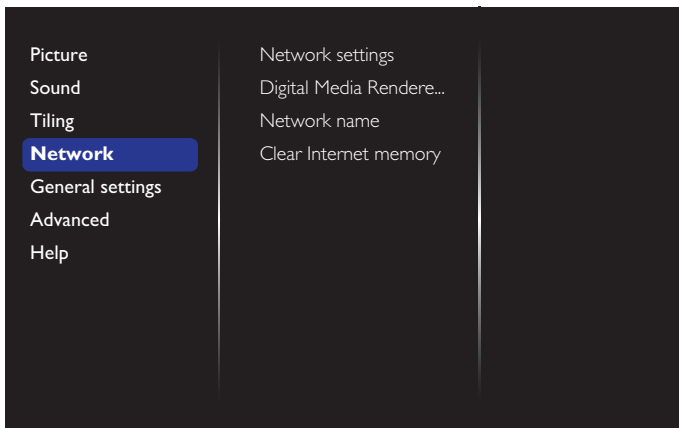 Picture
Sound
Tiling
Network
General settings
Advanced
Help
Network settings
Digital Media Rendere...
Network name
Clear Internet memory